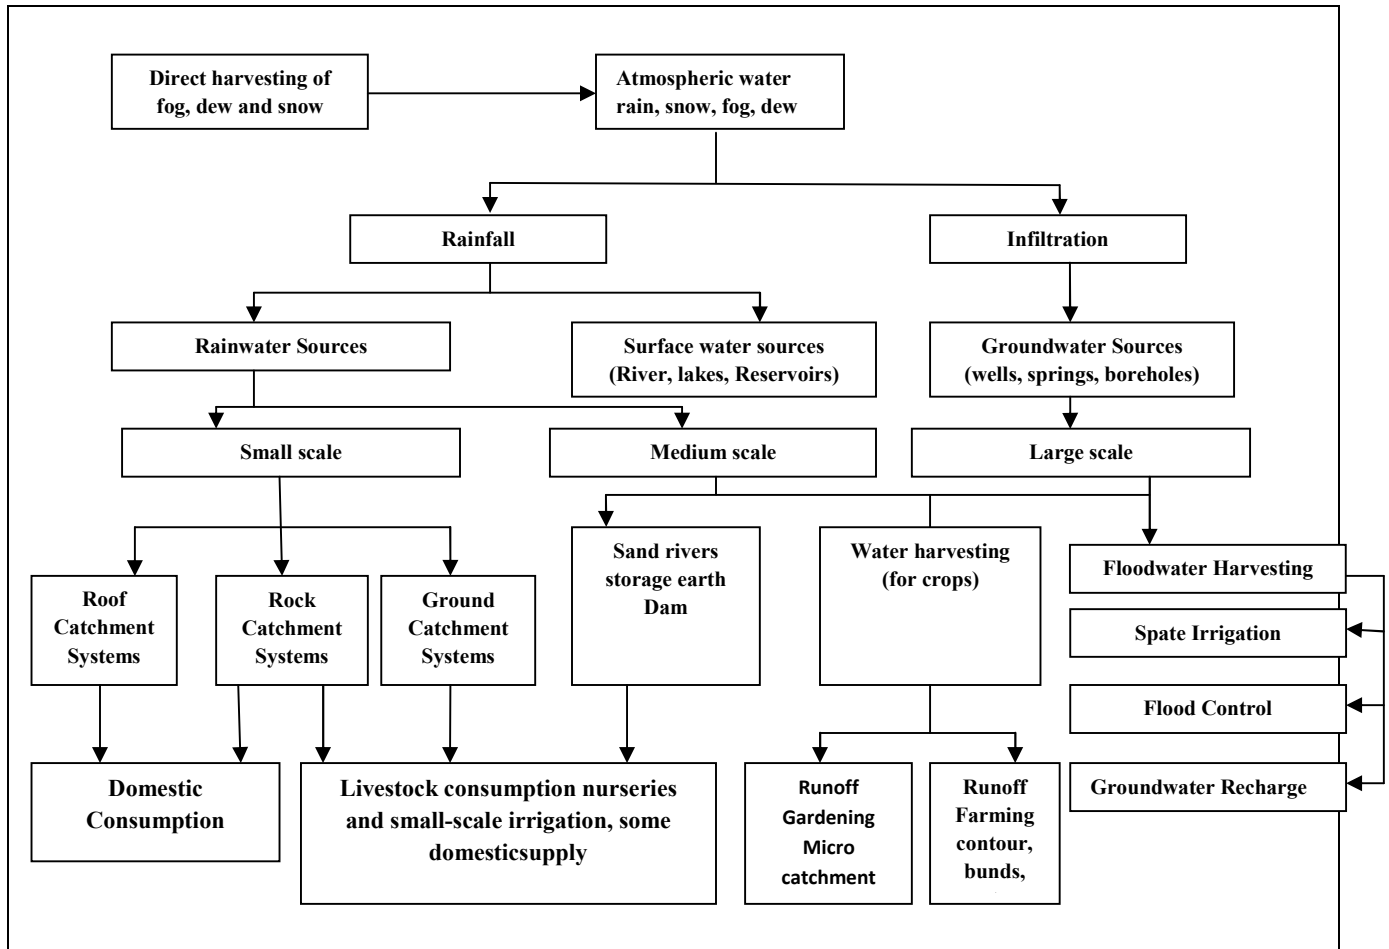 Direct harvesting of
fog, dew and snow
Atmospheric water
rain, snow, fog, dew
Rainfall
Infiltration
Rainwater Sources
Surface water sources
(River, lakes, Reservoirs)
Groundwater Sources
(wells, springs, boreholes)
Small scale
Medium scale
Large scale
Roof
Catchment
Systems
Rock
Catchment
Systems
Ground
Catchment
Systems
Sand rivers
storage earth
Dam
Water harvesting
(for crops)
Floodwater Harvesting
Spate Irrigation
Flood Control
Groundwater Recharge
Domestic
Consumption
Livestock consumption nurseries
and small-scale irrigation, some
domesticsupply
Runoff
Gardening
Micro
catchment
Runoff
Farming
contour,
bunds,